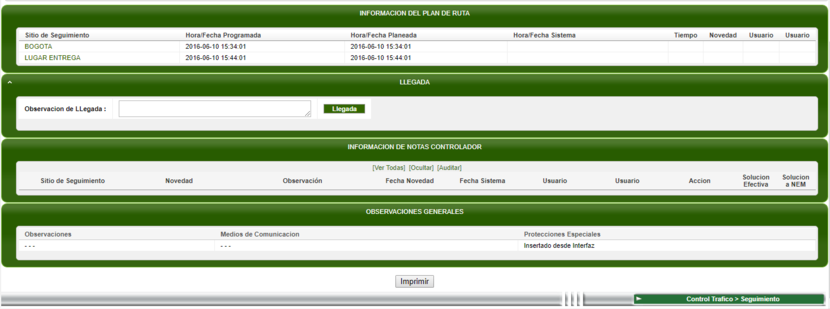 INFORMACION DEL PLAN DE RUTA
Sitio de Seguimiento Hora/Fecha Programada Hora/Fecha Planeada Hora/Fecha Sistema Tiempo Novedad Usuario Usuario
BOGOTA 2016-06-10 15:34:01 2016-06-10 15:34:01
LUGAR ENTREGA 2016-06-10 15:44:01 2016-06-10 15:44:01
LLEGADA
Observacion de LLegada : Llegada
INFORMACION DE NOTAS CONTROLADOR
[Ver Todas] [Ocultar] [Auditar]
Sitio de Seguimiento Novedad Observación Fecha Novedad Fecha Sistema Usuario Usuario Accion Solucion Efectiva Solucion a NEM
OBSERVACIONES GENERALES
Observaciones Medios de Comunicacion Protecciones Especiales
- - - - - - Insertado desde Interfaz
Imprimir
Control Trafico > Seguimiento